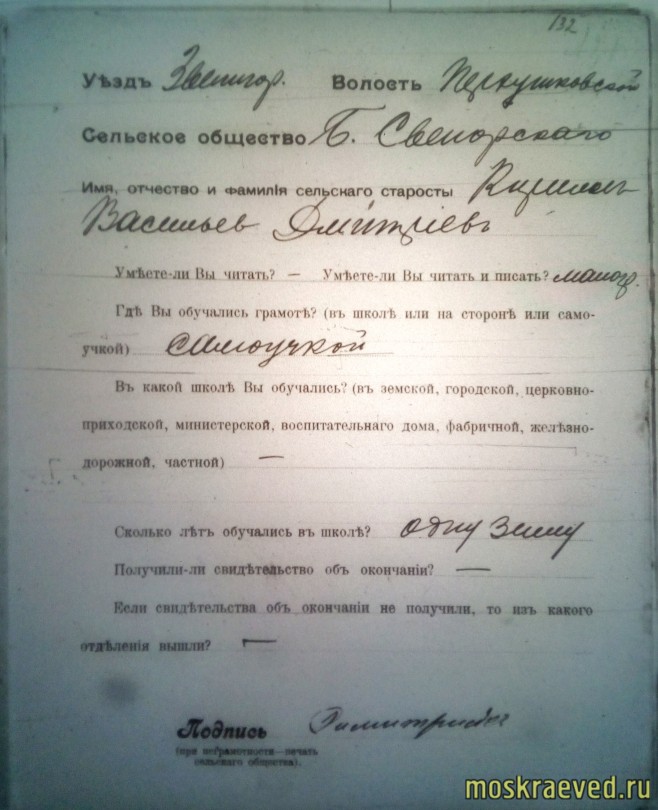 132
Уѣздъ Звенигор. Волость Перхушковской
Сельское общество Б. Свенорскаго
Имя, отчество и фамилія сельскаго старосты
Васильев Дмитріевъ
Умѣете-ли Вы читать? — Умѣете-ли Вы читать и писать? малогр.
Гдѣ Вы обучались грамотѣ? (въ школѣ или на сторонѣ или само-
учкой) самоучкой
Въ какой школѣ Вы обучались? (въ земской, городской, церковно-
приходской, министерской, воспитательнаго дома, фабричной, желѣзно-
дорожной, частной) —
Сколько лѣтъ обучались въ школѣ? одну зиму
Получили-ли свидѣтельство объ окончаніи? —
Если свидѣтельства объ окончаніи не получили, то изъ какого
отдѣленія вышли? —
Подпись
(при неграмотности—печать
сельскаго общества).
moskraeved.ru